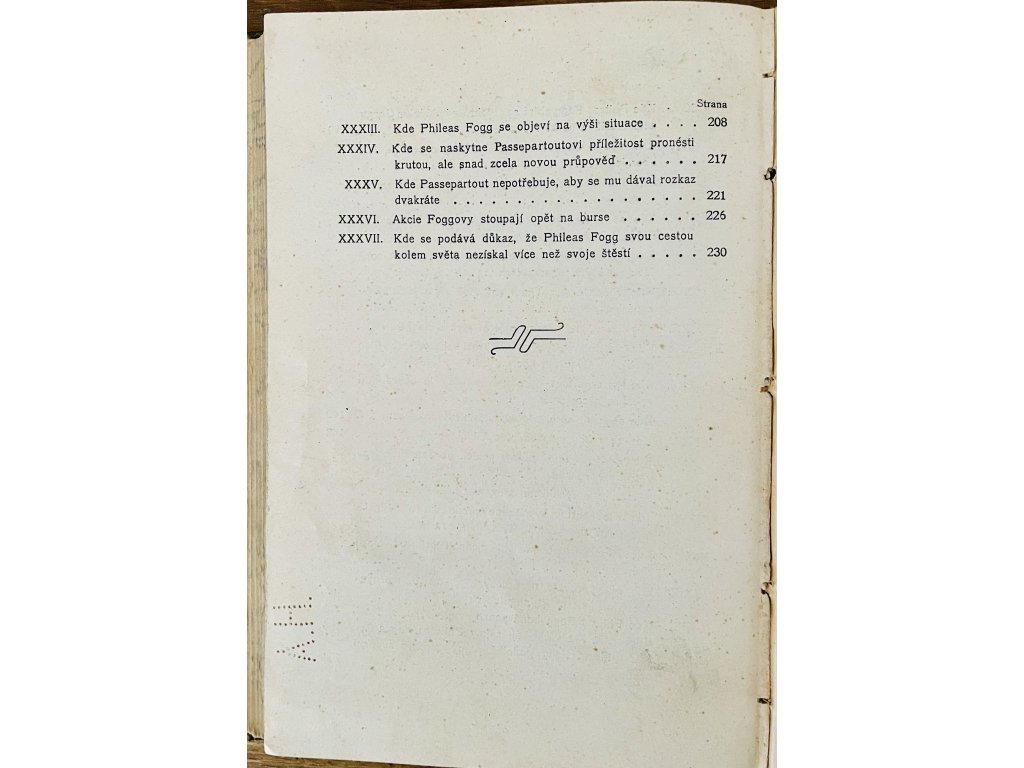 Strana
XXXIII. Kde Phileas Fogg se objeví na výši situace . . . . 208
XXXIV. Kde se naskytne Passepartoutovi příležitost pronésti
krutou, ale snad zcela novou průpověď . . . . . . 217
XXXV. Kde Passepartout nepotřebuje, aby se mu dával rozkaz
dvakráte . . . . . . . . . . . . . . . . 221
XXXVI. Akcie Foggovy stoupají opět na burse . . . . . . 226
XXXVII. Kde se podává důkaz, že Phileas Fogg svou cestou
kolem světa nezískal více než svoje štěstí . . . . . 230